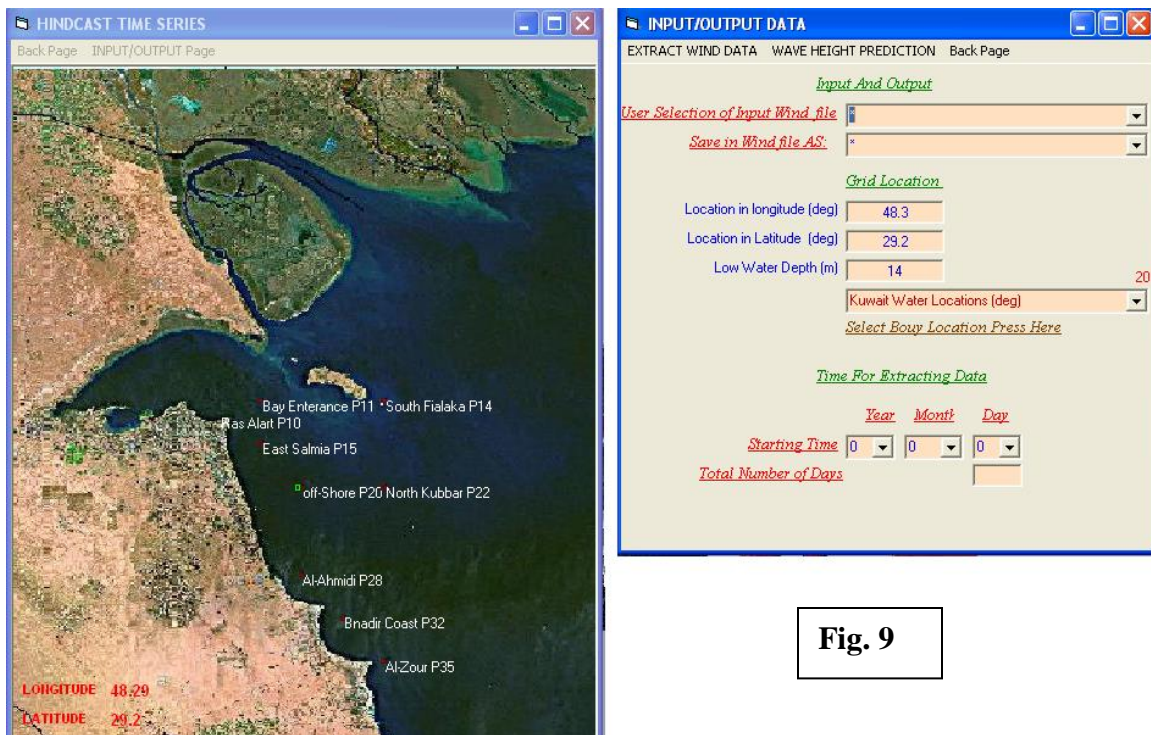 HINDCAST TIME SERIES
Back Page INPUT/OUTPUT Page
Bay Enterance P11
South Fialaka P14
Ras Alart P10
East Salmia P15
off-Shore P20
North Kubbar P22
Al-Ahmidi P28
Bnadir Coast P32
Al-Zour P35
LONGITUDE 48.29
LATITUDE 29.2
INPUT/OUTPUT DATA
EXTRACT WIND DATA WAVE HEIGHT PREDICTION Back Page
Input And Output
User Selection of Input Wind file *
Save in Wind file AS: *
Grid Location
Location in longitude (deg) 48.3
Location in Latitude (deg) 29.2
Low Water Depth (m) 14
20
Kuwait Water Locations (deg)
Select Bouy Location Press Here
Time For Extracting Data
Year Month Day
Starting Time 0 0 0
Total Number of Days
Fig. 9